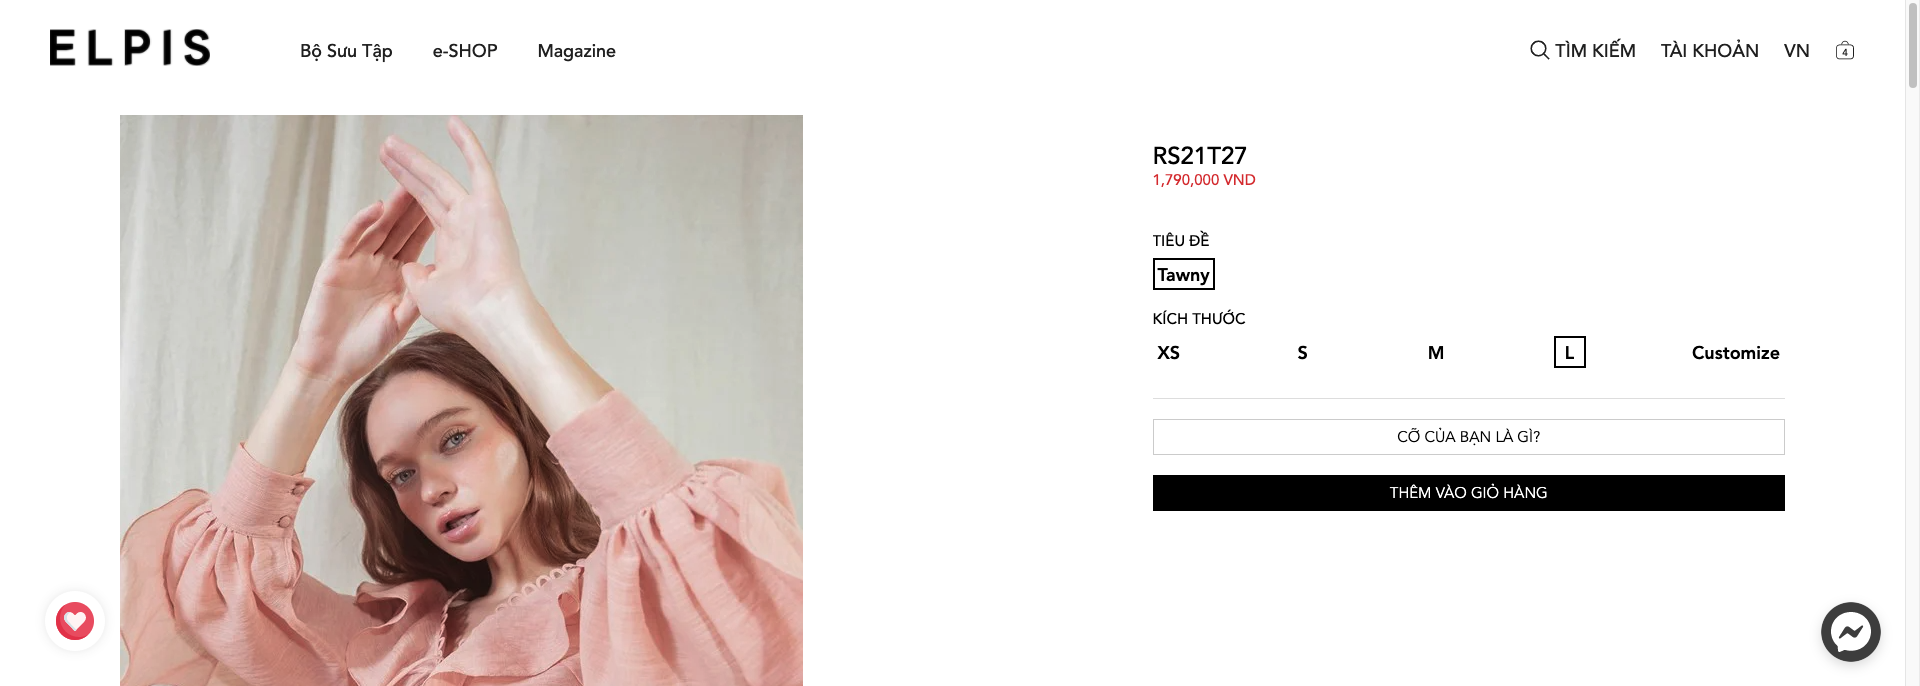 ELPIS
Bộ Sưu Tập
e-SHOP
Magazine
TÌM KIẾM
TÀI KHOẢN
VN
4
RS21T27
1,790,000 VND
TIÊU ĐỀ
Tawny
KÍCH THƯỚC
XS
S
M
L
Customize
CỠ CỦA BẠN LÀ GÌ?
THÊM VÀO GIỎ HÀNG